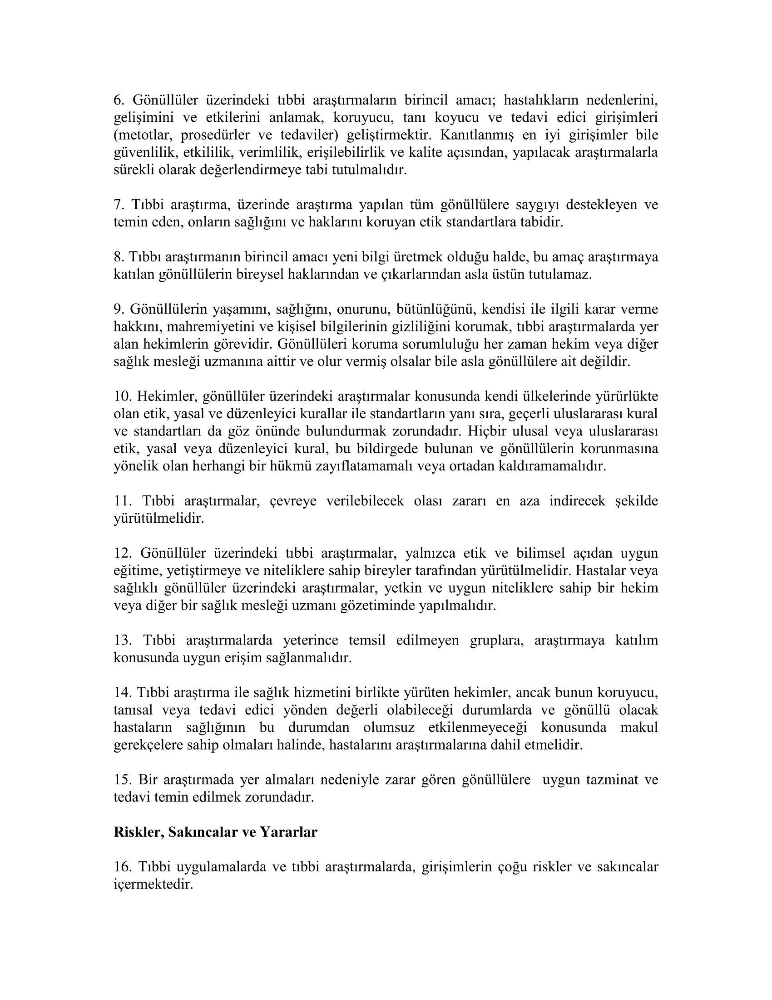 6. Gönüllüler üzerindeki tıbbi araştırmaların birincil amacı; hastalıkların nedenlerini,
gelişimini ve etkilerini anlamak, koruyucu, tanı koyucu ve tedavi edici girişimleri
(metotlar, prosedürler ve tedaviler) geliştirmektir. Kanıtlanmış en iyi girişimler bile
güvenlilik, etkililik, verimlilik, erişilebilirlik ve kalite açısından, yapılacak araştırmalarla
sürekli olarak değerlendirmeye tabi tutulmalıdır.
7. Tıbbi araştırma, üzerinde araştırma yapılan tüm gönüllülere saygıyı destekleyen ve
temin eden, onların sağlığını ve haklarını koruyan etik standartlara tabidir.
8. Tıbbı araştırmanın birincil amacı yeni bilgi üretmek olduğu halde, bu amaç araştırmaya
katılan gönüllülerin bireysel haklarından ve çıkarlarından asla üstün tutulamaz.
9. Gönüllülerin yaşamını, sağlığını, onurunu, bütünlüğünü, kendisi ile ilgili karar verme
hakkını, mahremiyetini ve kişisel bilgilerinin gizliliğini korumak, tıbbi araştırmalarda yer
alan hekimlerin görevidir. Gönüllüleri koruma sorumluluğu her zaman hekim veya diğer
sağlık mesleği uzmanına aittir ve olur vermiş olsalar bile asla gönüllülere ait değildir.
10. Hekimler, gönüllüler üzerindeki araştırmalar konusunda kendi ülkelerinde yürürlükte
olan etik, yasal ve düzenleyici kurallar ile standartların yanı sıra, geçerli uluslararası kural
ve standartları da göz önünde bulundurmak zorundadır. Hiçbir ulusal veya uluslararası
etik, yasal veya düzenleyici kural, bu bildirgede bulunan ve gönüllülerin korunmasına
yönelik olan herhangi bir hükmü zayıflatamamalı veya ortadan kaldıramamalıdır.
11. Tıbbi araştırmalar, çevreye verilebilecek olası zararı en aza indirecek şekilde
yürütülmelidir.
12. Gönüllüler üzerindeki tıbbi araştırmalar, yalnızca etik ve bilimsel açıdan uygun
eğitime, yetiştirmeye ve niteliklere sahip bireyler tarafından yürütülmelidir. Hastalar veya
sağlıklı gönüllüler üzerindeki araştırmalar, yetkin ve uygun niteliklere sahip bir hekim
veya diğer bir sağlık mesleği uzmanı gözetiminde yapılmalıdır.
13. Tıbbi araştırmalarda yeterince temsil edilmeyen gruplara, araştırmaya katılım
konusunda uygun erişim sağlanmalıdır.
14. Tıbbi araştırma ile sağlık hizmetini birlikte yürüten hekimler, ancak bunun koruyucu,
tanısal veya tedavi edici yönden değerli olabileceği durumlarda ve gönüllü olacak
hastaların sağlığının bu durumdan olumsuz etkilenmeyeceği konusunda makul
gerekçelere sahip olmaları halinde, hastalarını araştırmalarına dahil etmelidir.
15. Bir araştırmada yer almaları nedeniyle zarar gören gönüllülere uygun tazminat ve
tedavi temin edilmek zorundadır.
Riskler, Sakıncalar ve Yararlar
16. Tıbbi uygulamalarda ve tıbbi araştırmalarda, girişimlerin çoğu riskler ve sakıncalar
içermektedir.